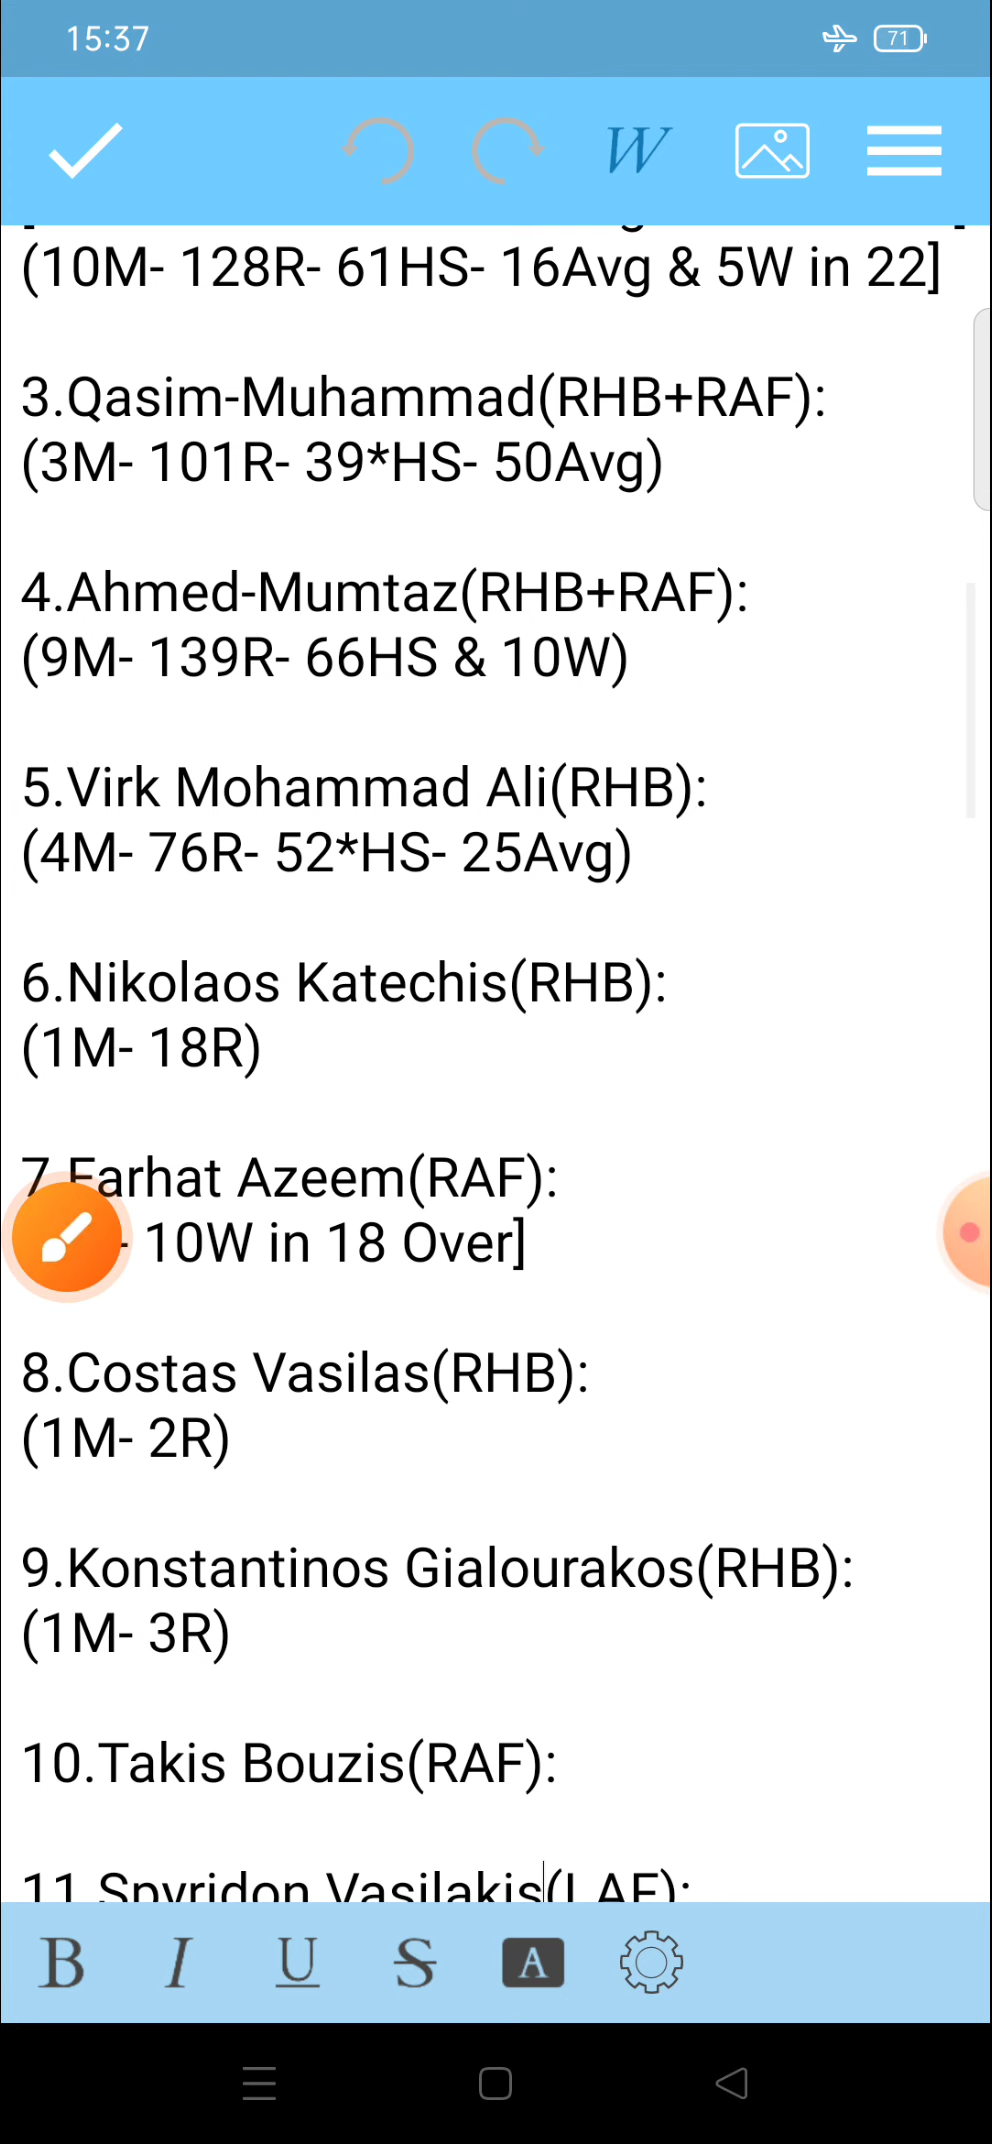 15:37
71
W
(10M- 128R- 61HS- 16Avg & 5W in 22]
3.Qasim-Muhammad(RHB+RAF):
(3M- 101R- 39*HS- 50Avg)
4.Ahmed-Mumtaz(RHB+RAF):
(9M- 139R- 66HS & 10W)
5.Virk Mohammad Ali(RHB):
(4M- 76R- 52*HS- 25Avg)
6.Nikolaos Katechis(RHB):
(1M- 18R)
7.Farhat Azeem(RAF):
- 10W in 18 Over]
8.Costas Vasilas(RHB):
(1M- 2R)
9.Konstantinos Gialourakos(RHB):
(1M- 3R)
10.Takis Bouzis(RAF):
11.Spyridon Vasilakis(LAF):
B I U S A